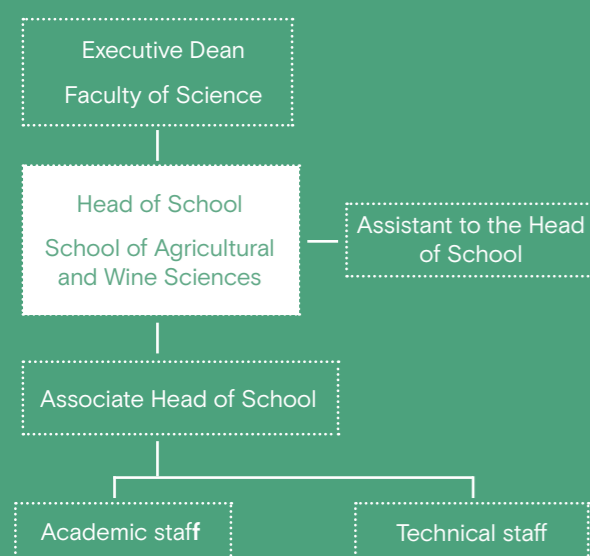 Executive Dean
Faculty of Science
Head of School
School of Agricultural
and Wine Sciences
Assistant to the Head
of School
Associate Head of School
Academic staff
Technical staff